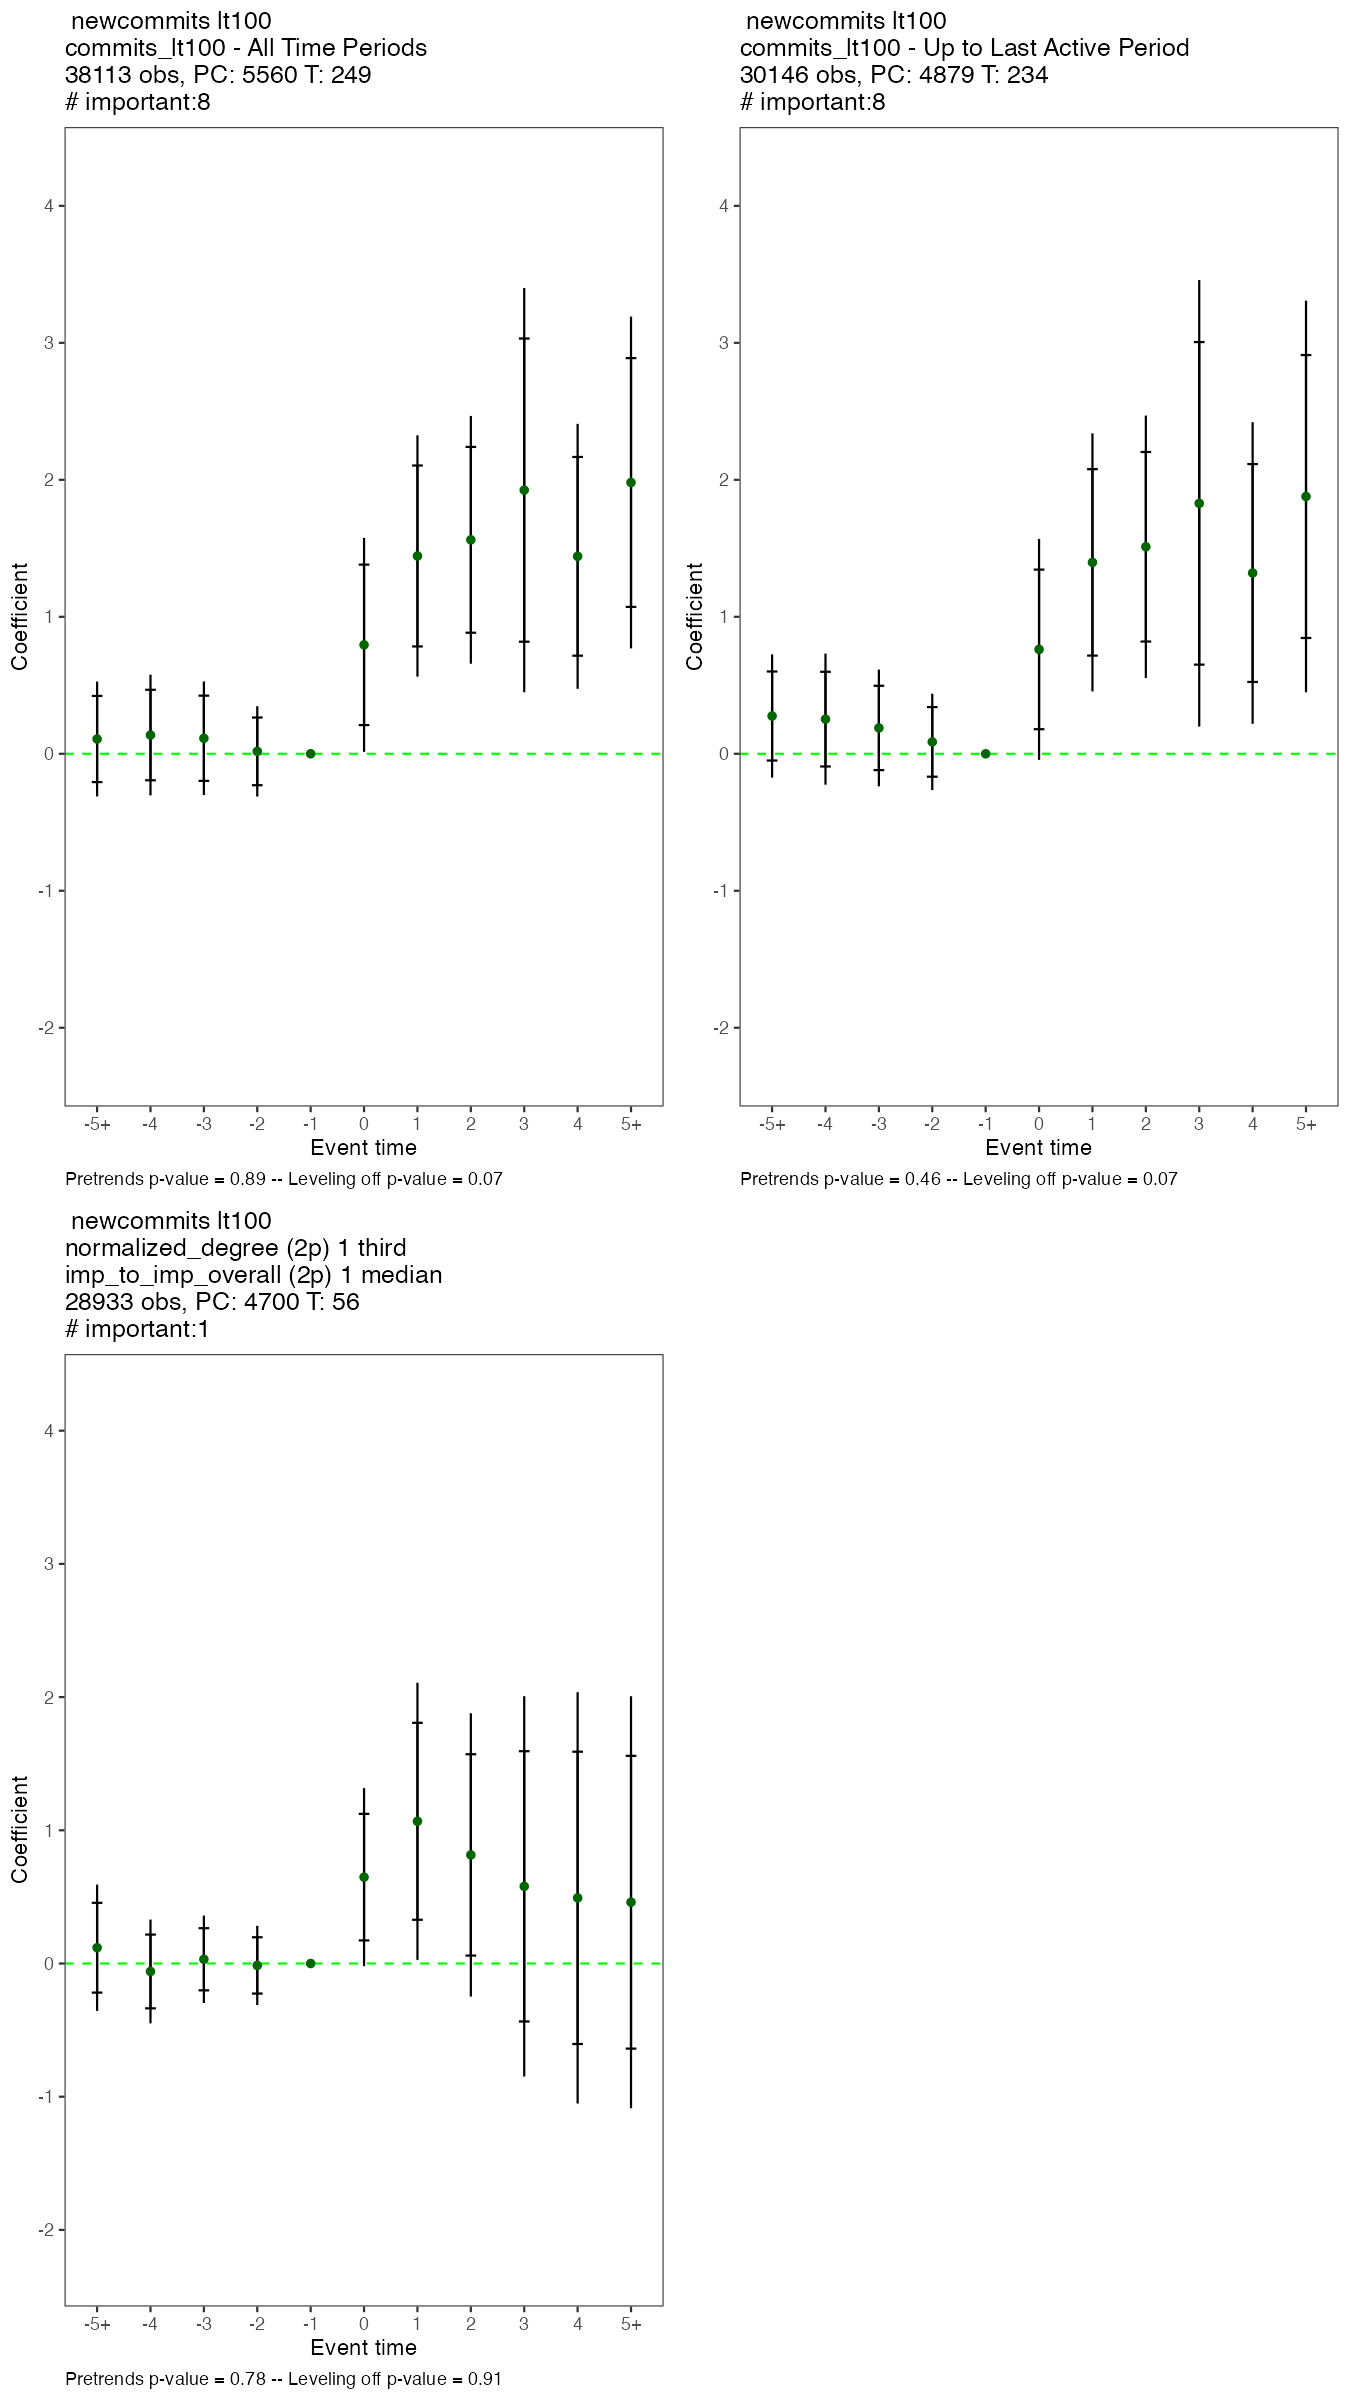 newcommits lt100
commits_lt100 - All Time Periods
38113 obs, PC: 5560 T: 249
# important:8
4
3
2
1
0
-1
-2
Coefficient
-5+ -4 -3 -2 -1 0 1 2 3 4 5+
Event time
Pretrends p-value = 0.89 -- Leveling off p-value = 0.07
newcommits lt100
commits_lt100 - Up to Last Active Period
30146 obs, PC: 4879 T: 234
# important:8
4
3
2
1
0
-1
-2
Coefficient
-5+ -4 -3 -2 -1 0 1 2 3 4 5+
Event time
Pretrends p-value = 0.46 -- Leveling off p-value = 0.07
newcommits lt100
normalized_degree (2p) 1 third
imp_to_imp_overall (2p) 1 median
28933 obs, PC: 4700 T: 56
# important:1
4
3
2
1
0
-1
-2
Coefficient
-5+ -4 -3 -2 -1 0 1 2 3 4 5+
Event time
Pretrends p-value = 0.78 -- Leveling off p-value = 0.91